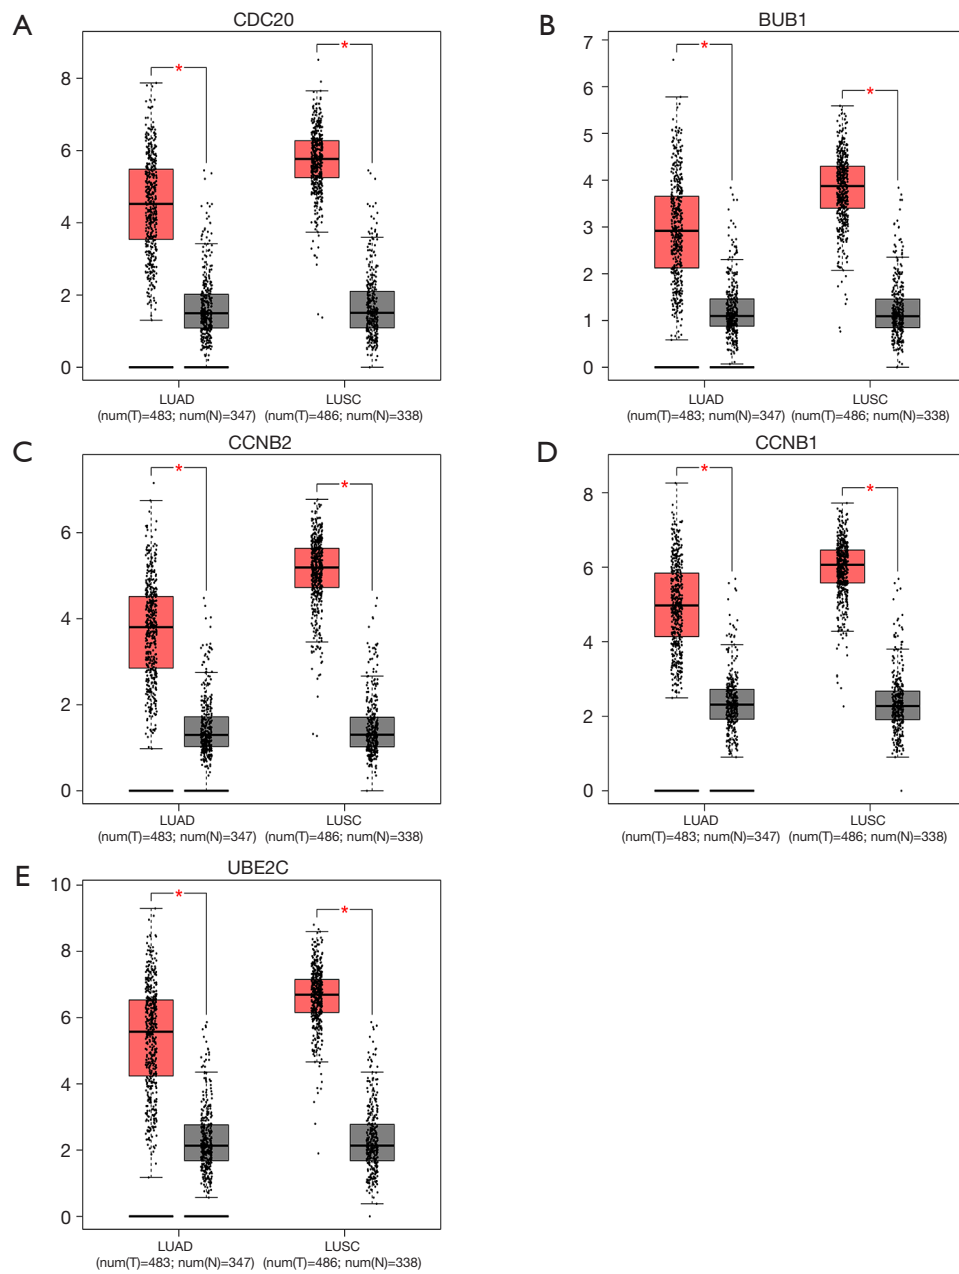 A
CDC20
*
*
8
6
4
2
0
LUAD
(num(T)=483; num(N)=347)
LUSC
(num(T)=486; num(N)=338)
B
BUB1
*
*
7
6
5
4
3
2
1
0
LUAD
(num(T)=483; num(N)=347)
LUSC
(num(T)=486; num(N)=338)
C
CCNB2
*
*
6
4
2
0
LUAD
(num(T)=483; num(N)=347)
LUSC
(num(T)=486; num(N)=338)
D
CCNB1
*
*
8
6
4
2
0
LUAD
(num(T)=483; num(N)=347)
LUSC
(num(T)=486; num(N)=338)
E
UBE2C
*
*
10
8
6
4
2
0
LUAD
(num(T)=483; num(N)=347)
LUSC
(num(T)=486; num(N)=338)